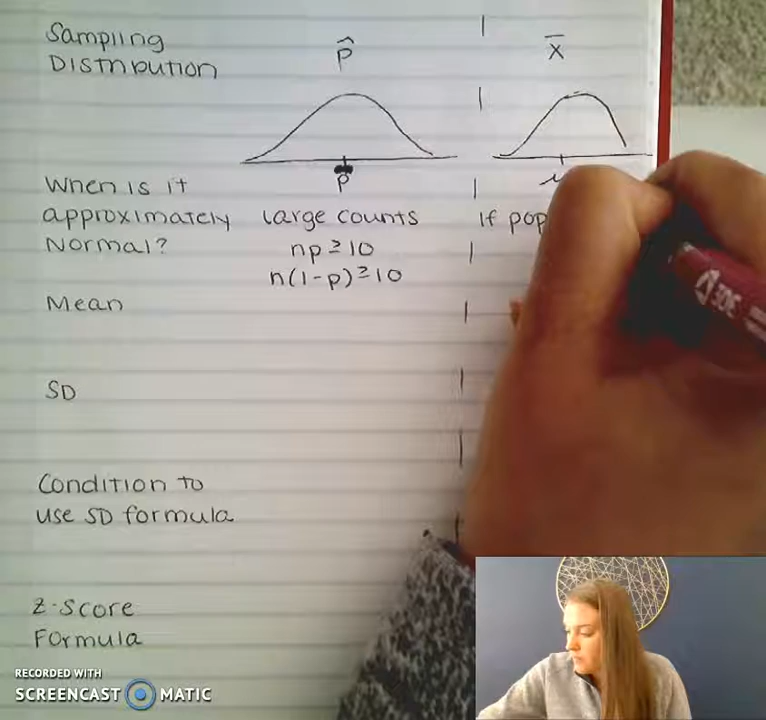 Sampling
Distribution
p̂
x̄
p
When is it
approximately
Normal?
large counts
np ≥ 10
n(1-p) ≥ 10
If pop
Mean
SD
Condition to
use SD formula
z-score
Formula
RECORDED WITH
SCREENCAST MATIC